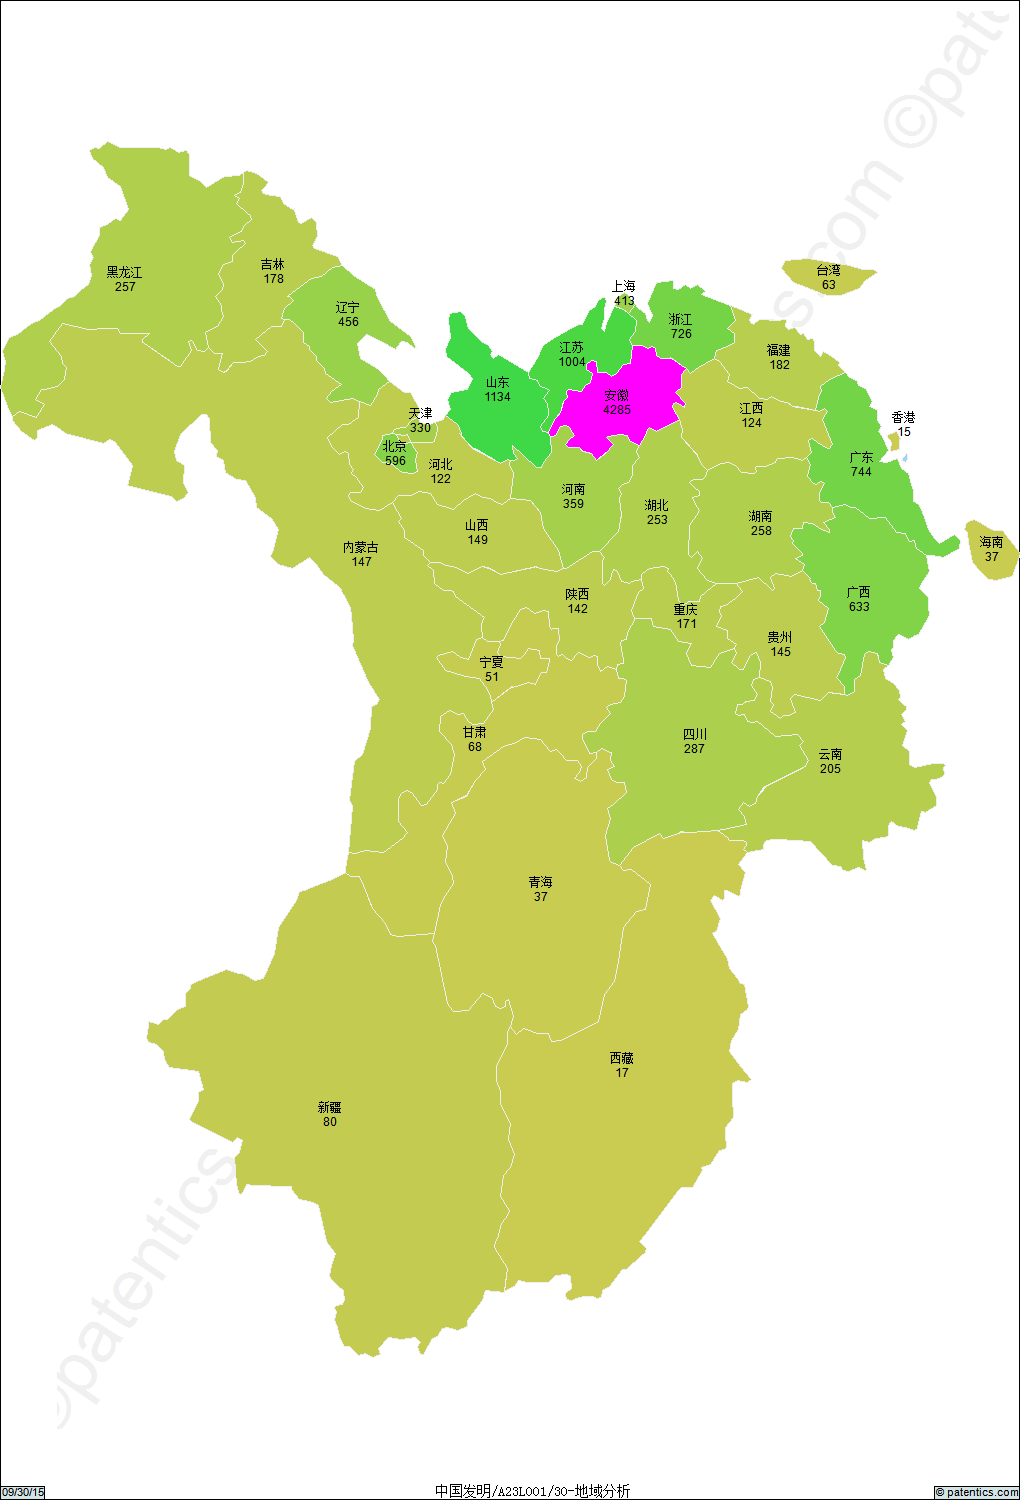 ©patentics.com ©pate
黑龙江
257
吉林
178
辽宁
456
台湾
63
上海
413
浙江
726
江苏
1004
福建
182
山东
1134
安徽
4285
江西
124
天津
330
香港
15
北京
596
河北
122
广东
744
河南
359
湖北
253
湖南
258
山西
149
内蒙古
147
海南
37
陕西
142
广西
633
重庆
171
贵州
145
宁夏
51
甘肃
68
四川
287
云南
205
青海
37
西藏
17
新疆
80
09/30/15
中国发明/A23L001/30-地域分析
© patentics.com